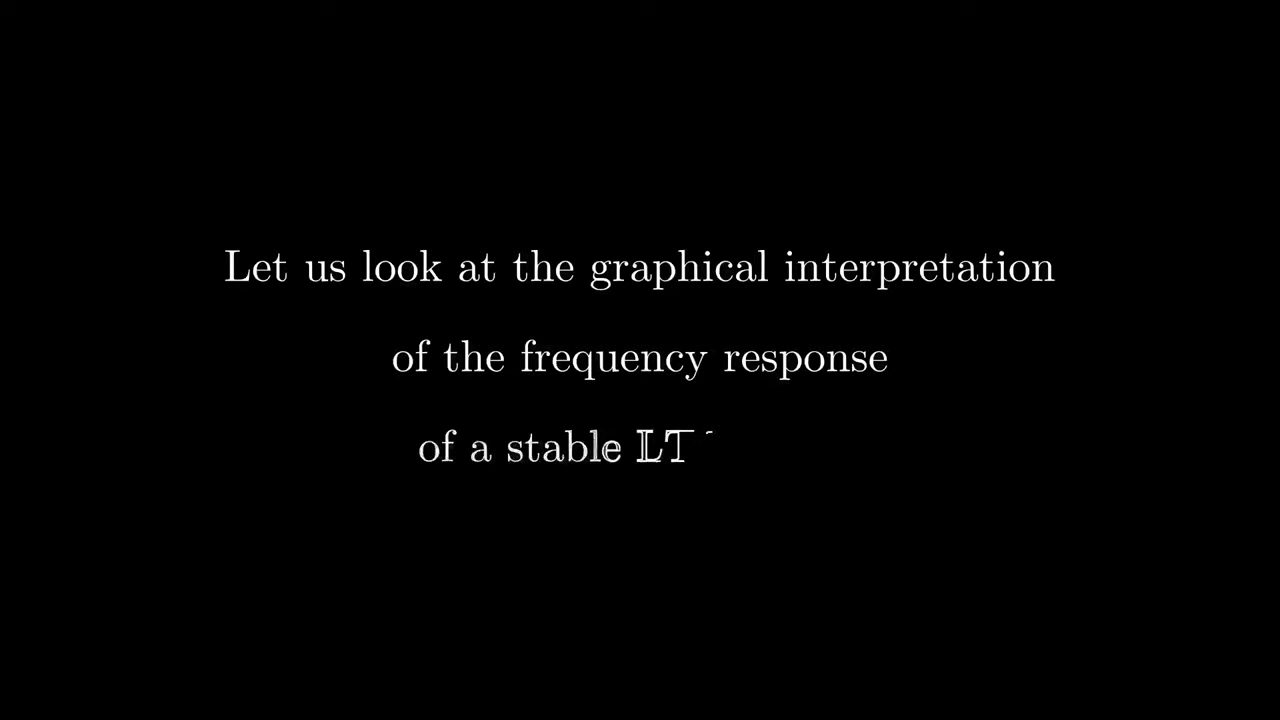 Let us look at the graphical interpretation
of the frequency response
of a stable LT